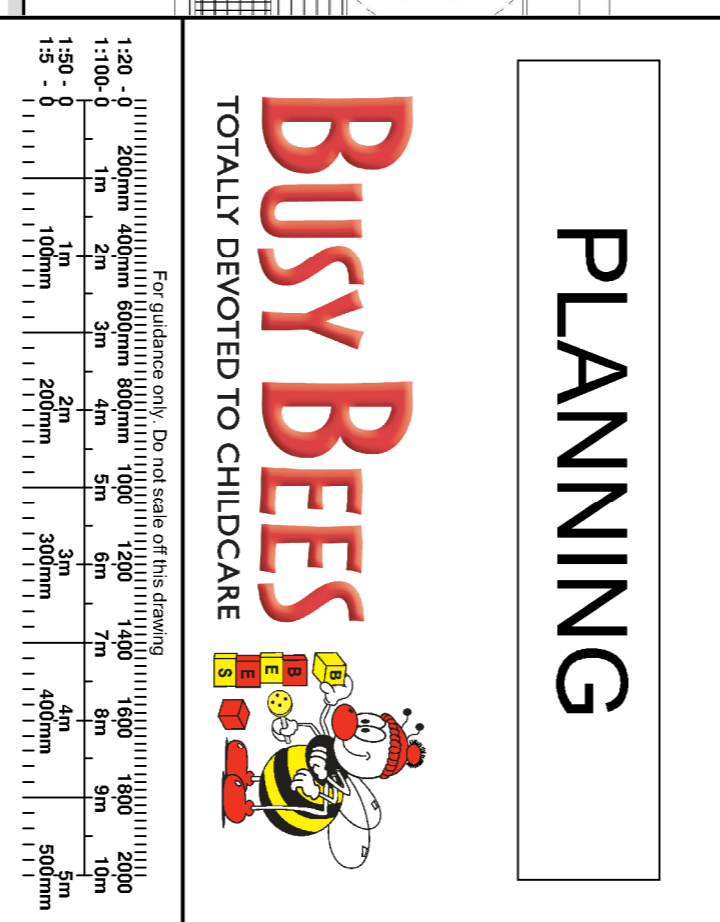 PLANNING
BUSY BEES
TOTALLY DEVOTED TO CHILDCARE
B
B E E S
For guidance only. Do not scale off this drawing
1:20 - 0 200mm 400mm 600mm 800mm 1000 1200 1400 1600 1800 2000
1:100- 0 1m 2m 3m 4m 5m 6m 7m 8m 9m 10m
1:50 - 0 1m 2m 3m 4m 5m
1:5 - 0 100mm 200mm 300mm 400mm 500mm